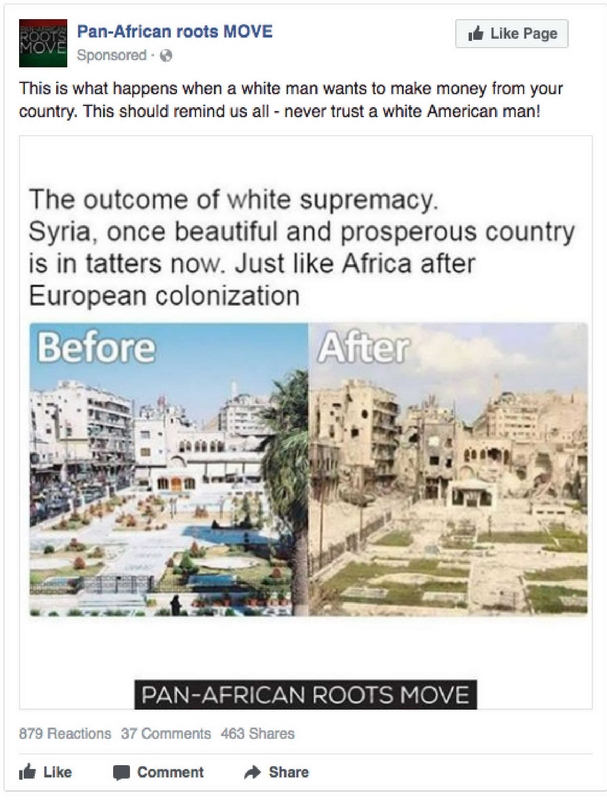 PAN-AFRICAN
ROOTS
MOVE
Pan-African roots MOVE
Sponsored ·
Like Page
This is what happens when a white man wants to make money from your
country. This should remind us all - never trust a white American man!
The outcome of white supremacy.
Syria, once beautiful and prosperous country
is in tatters now. Just like Africa after
European colonization
Before
After
PAN-AFRICAN ROOTS MOVE
879 Reactions 37 Comments 463 Shares
Like Comment Share